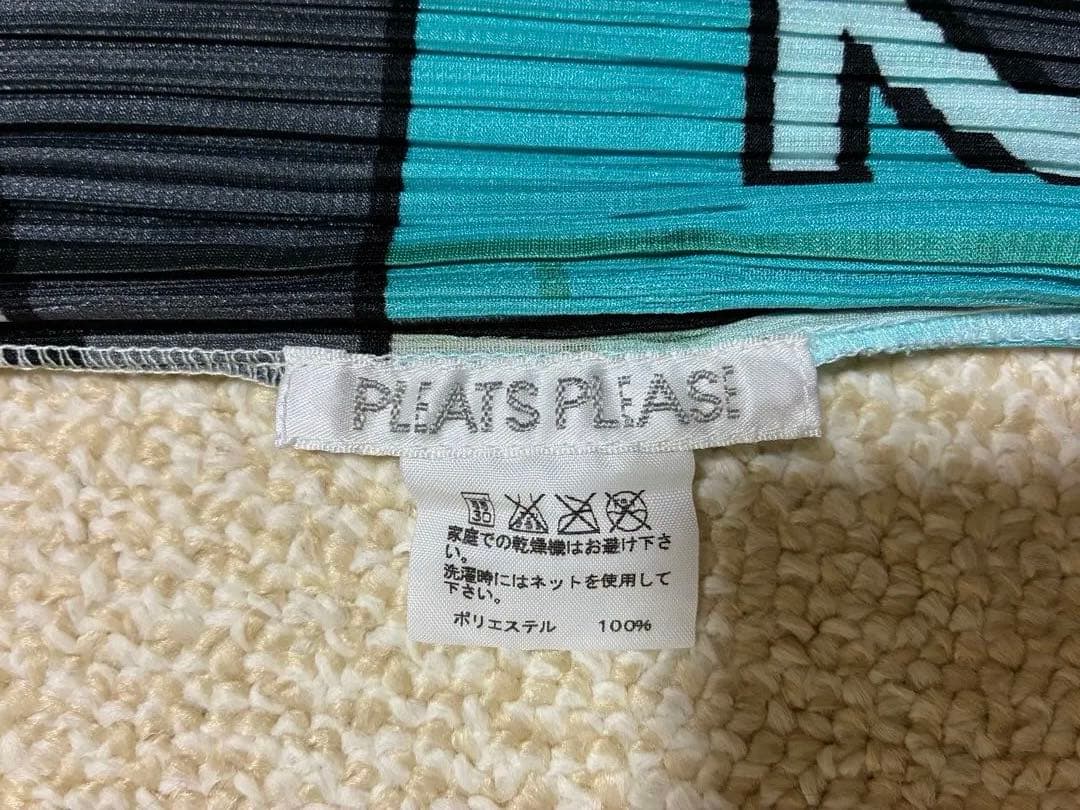 PLEATS PLEASE
家庭での乾燥機はお避け下さ
い。
洗濯時にはネットを使用して
下さい。
ポリエステル 100%